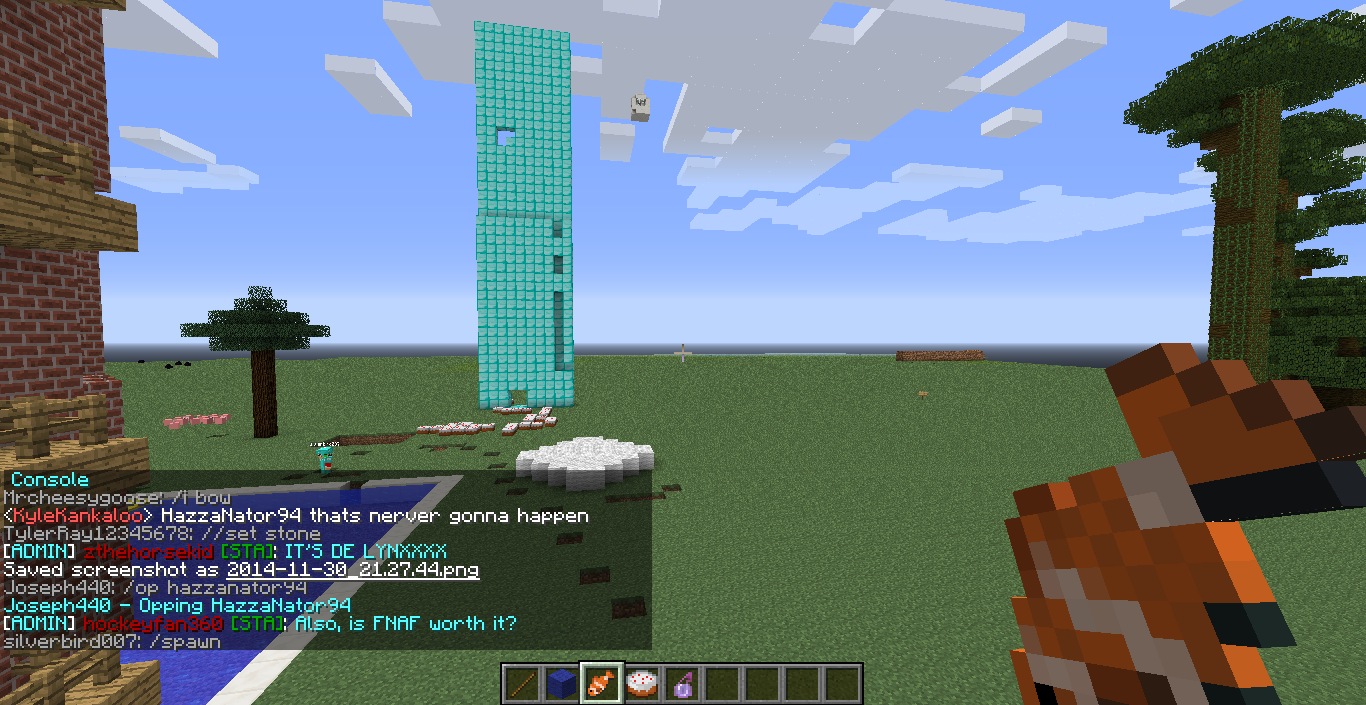 Console
Mrcheesygoose: /i bow
<KyleKankaloo> HazzaNator94 thats nerver gonna happen
TylerRay12345678: //set stone
[ADMIN] zthehorsekid [STA]: IT'S DE LYNXXXX
Saved screenshot as 2014-11-30_21.27.44.png
Joseph440: /op hazzanator94
Joseph440 - Opping HazzaNator94
[ADMIN] hockeyfan360 [STA]: Also, is FNAF worth it?
silverbird007: /spawn